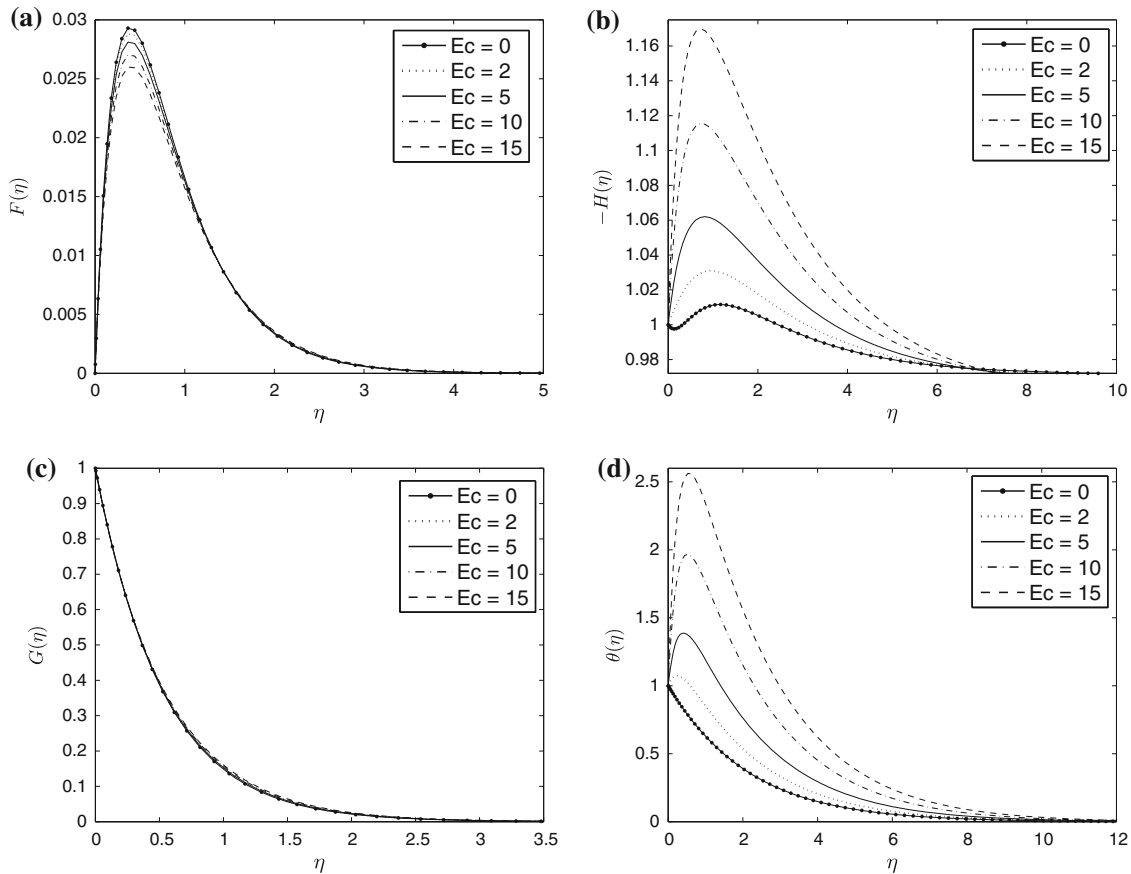 (a)
0.03
0.025
0.02
0.015
0.01
0.005
0
F(η)
0 1 2 3 4 5
η
Ec = 0
Ec = 2
Ec = 5
Ec = 10
Ec = 15
(b)
1.16
1.14
1.12
1.1
1.08
1.06
1.04
1.02
1
0.98
−H(η)
0 2 4 6 8 10
η
Ec = 0
Ec = 2
Ec = 5
Ec = 10
Ec = 15
(c)
1
0.9
0.8
0.7
0.6
0.5
0.4
0.3
0.2
0.1
0
G(η)
0 0.5 1 1.5 2 2.5 3 3.5
η
Ec = 0
Ec = 2
Ec = 5
Ec = 10
Ec = 15
(d)
2.5
2
1.5
1
0.5
0
θ(η)
0 2 4 6 8 10 12
η
Ec = 0
Ec = 2
Ec = 5
Ec = 10
Ec = 15